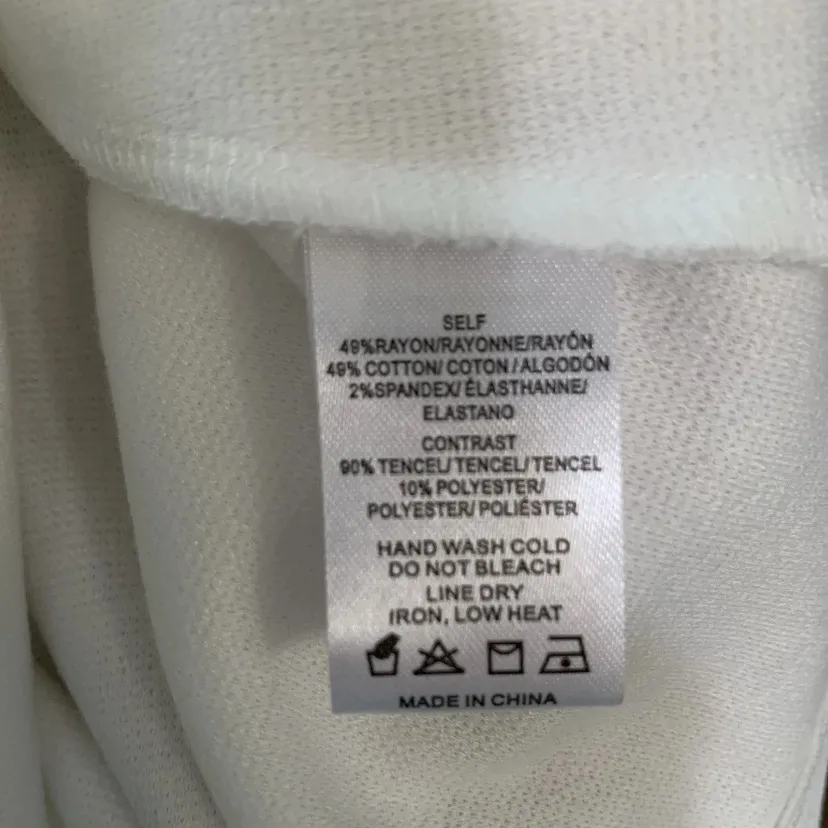 SELF
49%RAYON/RAYONNE/RAYÓN
49% COTTON/ COTON / ALGODÓN
2%SPANDEX/ ÉLASTHANNE/
ELASTANO
CONTRAST
90% TENCEL/ TENCEL/ TENCEL
10% POLYESTER/
POLYESTER/ POLIÉSTER
HAND WASH COLD
DO NOT BLEACH
LINE DRY
IRON, LOW HEAT
MADE IN CHINA